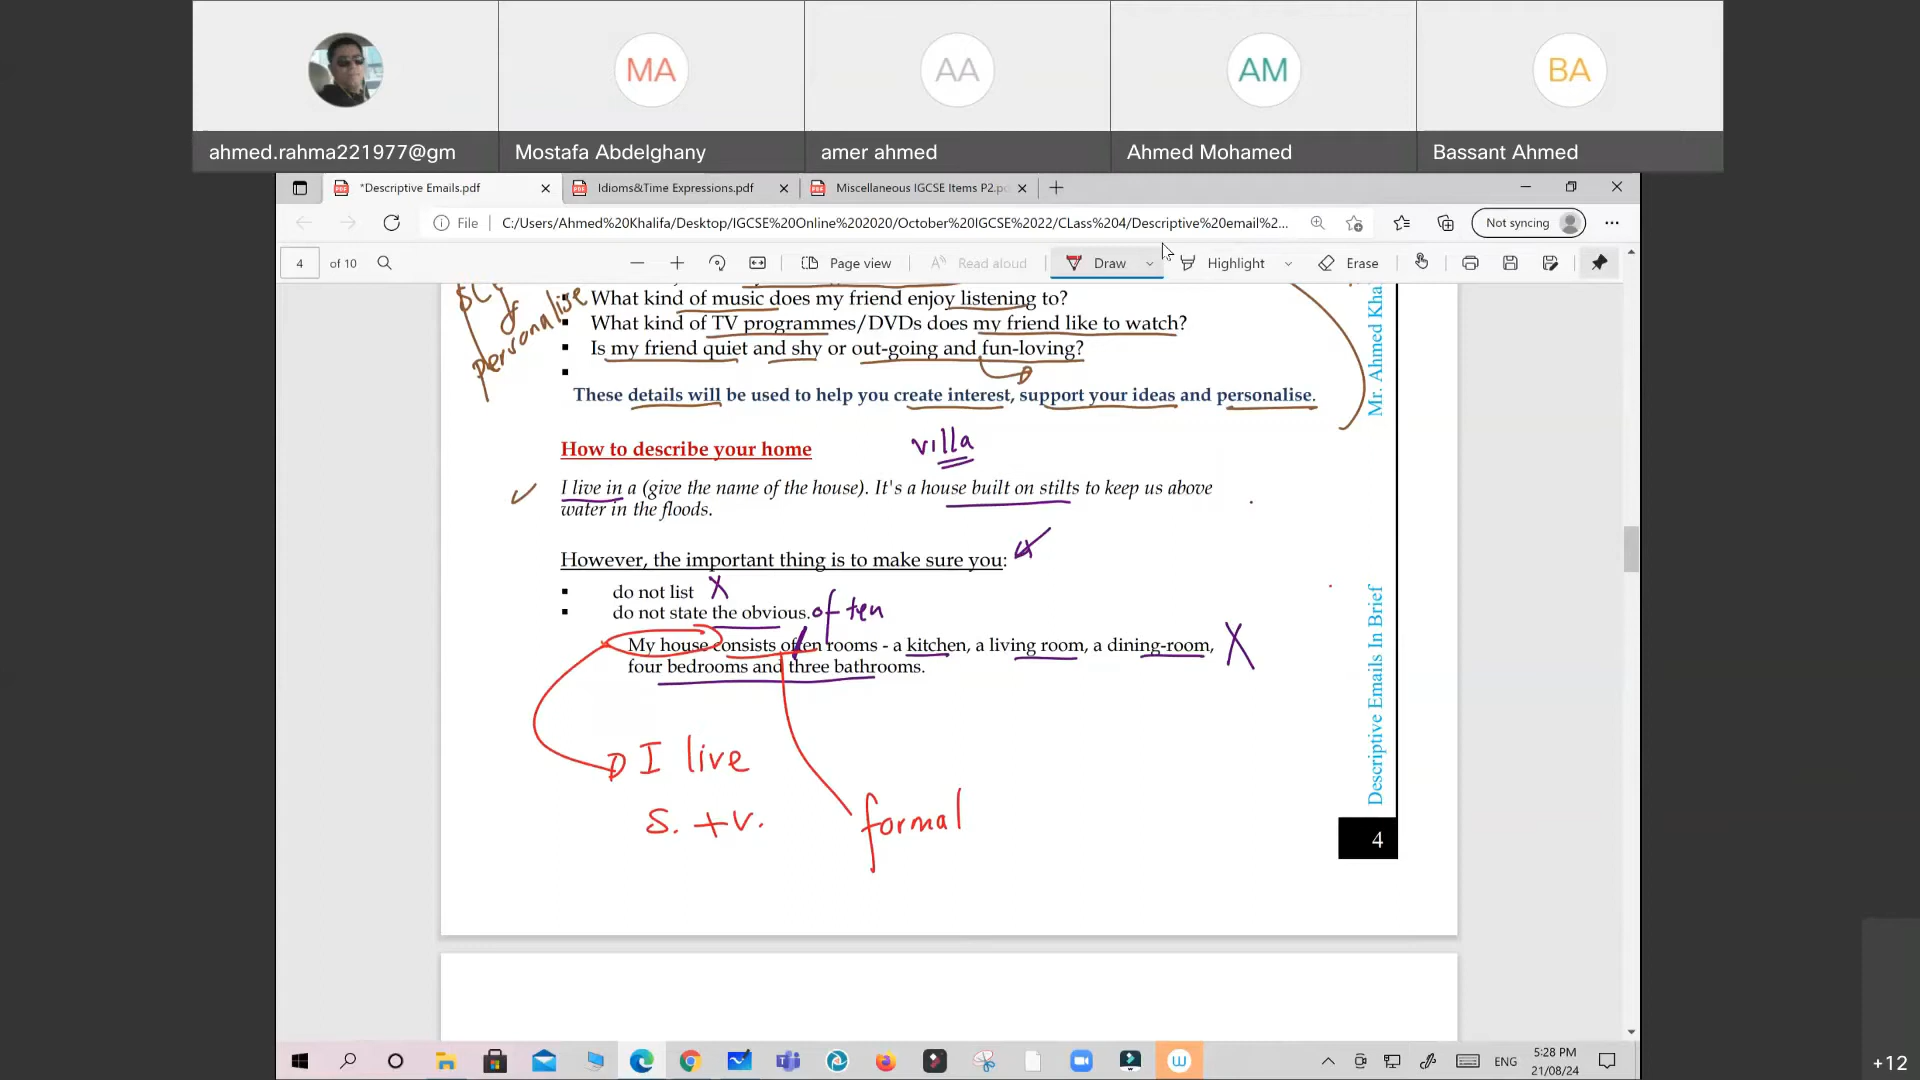 MA
AA
AM
BA
ahmed.rahma221977@gm
Mostafa Abdelghany
amer ahmed
Ahmed Mohamed
Bassant Ahmed
*Descriptive Emails.pdf
Idioms&Time Expressions.pdf
Miscellaneous IGCSE Items P2.p
File
C:/Users/Ahmed%20Khalifa/Desktop/IGCSE%20Online%202020/October%20IGCSE%2022/CLass%204/Descriptive%20email%2...
Not syncing
4 of 10
Page view
Read aloud
Draw
Highlight
Erase
personalise
What kind of music does my friend enjoy listening to?
What kind of TV programmes/DVDs does my friend like to watch?
Is my friend quiet and shy or out-going and fun-loving?
These details will be used to help you create interest, support your ideas and personalise.
Mr. Ahmed Kha
How to describe your home
villa
I live in a (give the name of the house). It's a house built on stilts to keep us above
water in the floods.
However, the important thing is to make sure you:
do not list X
do not state the obvious. of ten
My house consists often rooms - a kitchen, a living room, a dining-room, X
four bedrooms and three bathrooms.
I live
s. +v.
formal
Descriptive Emails In Brief
4
ENG
5:28 PM
21/08/24
+12